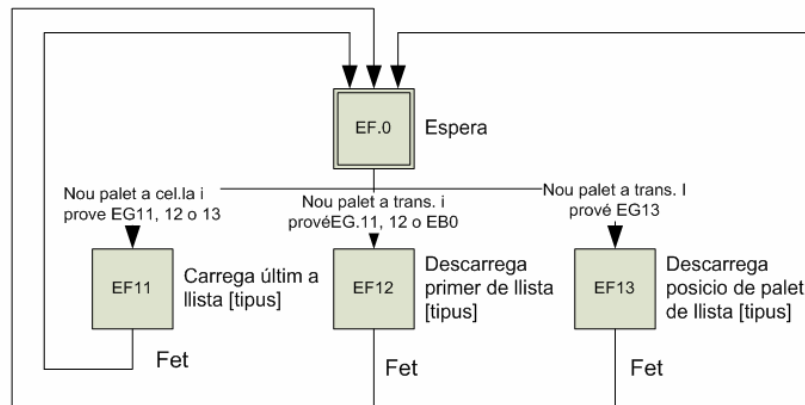 EF.0
Espera
Nou palet a cel.la i
prove EG11, 12 o 13
Nou palet a trans. i
provéEG.11, 12 o EB0
Nou palet a trans. I
prové EG13
EF11
Carrega últim a
llista [tipus]
EF12
Descarrega
primer de llista
[tipus]
EF13
Descarrega
posicio de palet
de llista [tipus]
Fet
Fet
Fet